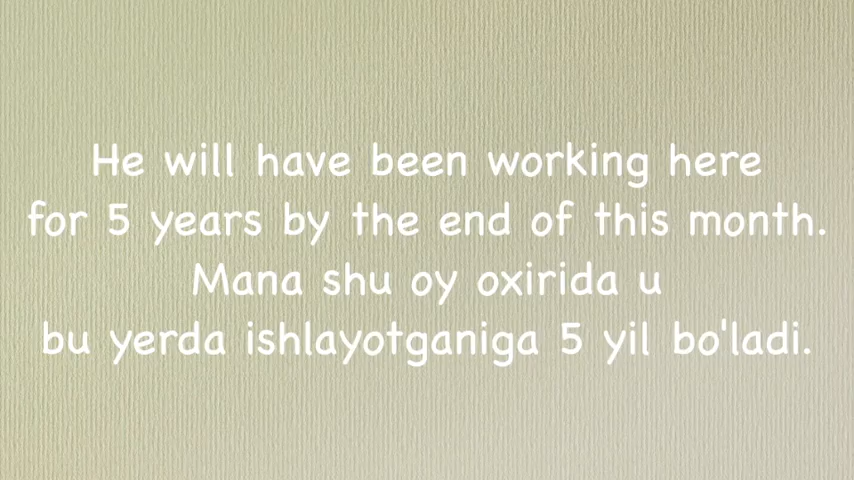 He will have been working here
for 5 years by the end of this month.
Mana shu oy oxirida u
bu yerda ishlayotganiga 5 yil bo'ladi.